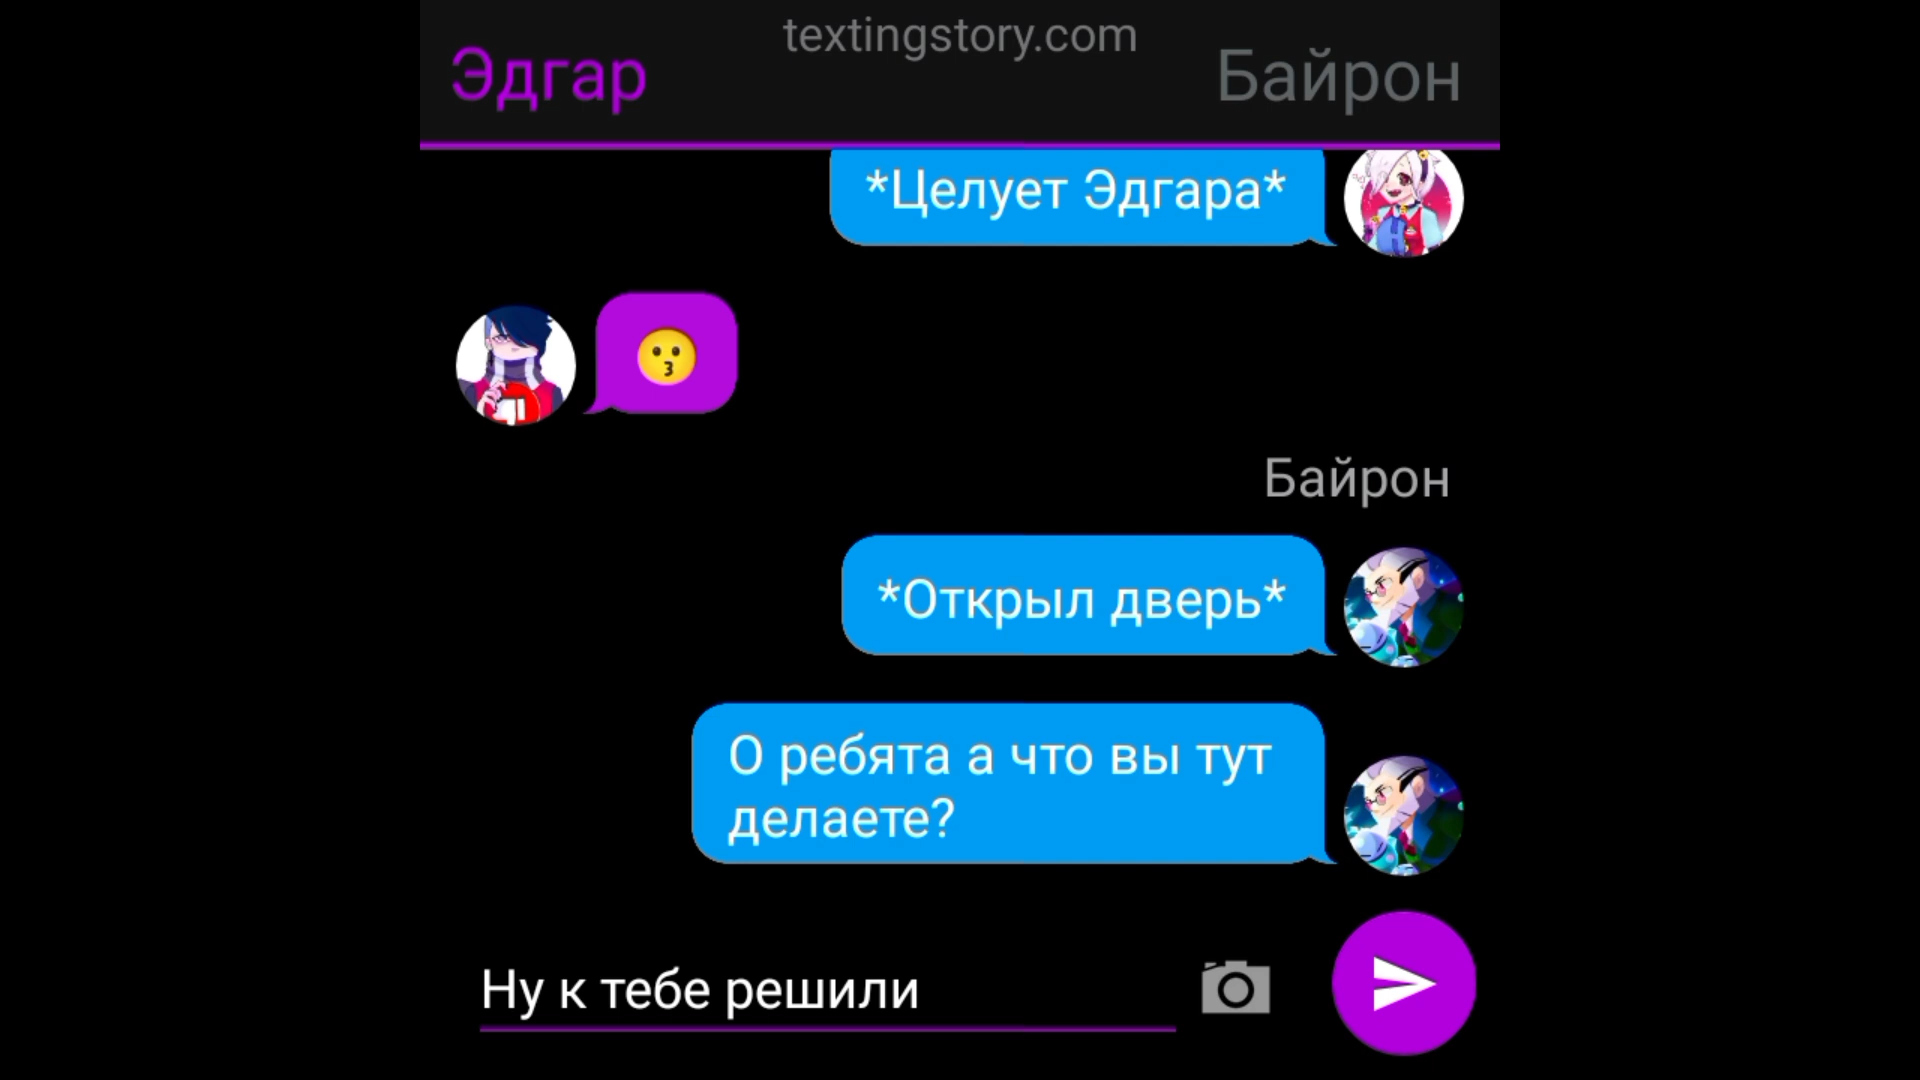 textingstory.com
Эдгар
Байрон
*Целует Эдгара*
Байрон
*Открыл дверь*
О ребята а что вы тут
делаете?
Ну к тебе решили